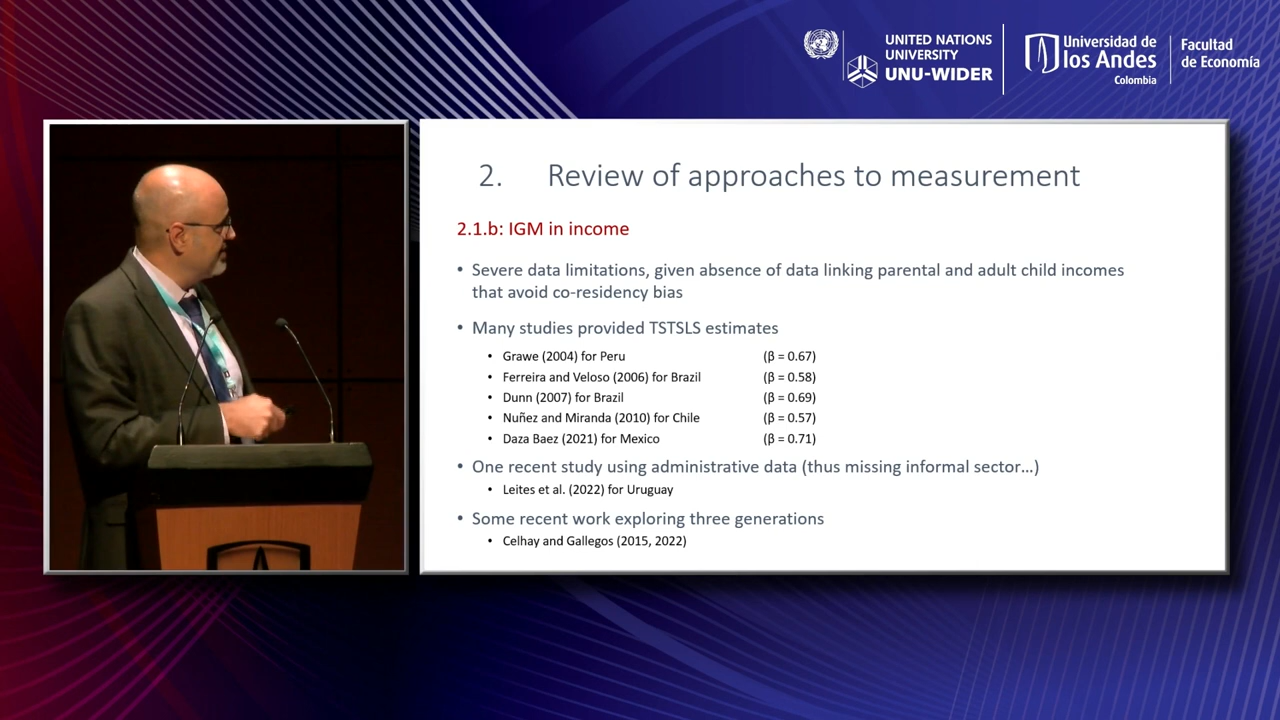 UNITED NATIONS
UNIVERSITY
UNU-WIDER
Universidad de
los Andes
Colombia
Facultad
de Economía
2. Review of approaches to measurement
2.1.b: IGM in income
• Severe data limitations, given absence of data linking parental and adult child incomes
that avoid co-residency bias
• Many studies provided TSTSLS estimates
• Grawe (2004) for Peru (β = 0.67)
• Ferreira and Veloso (2006) for Brazil (β = 0.58)
• Dunn (2007) for Brazil (β = 0.69)
• Nuñez and Miranda (2010) for Chile (β = 0.57)
• Daza Baez (2021) for Mexico (β = 0.71)
• One recent study using administrative data (thus missing informal sector…)
• Leites et al. (2022) for Uruguay
• Some recent work exploring three generations
• Celhay and Gallegos (2015, 2022)